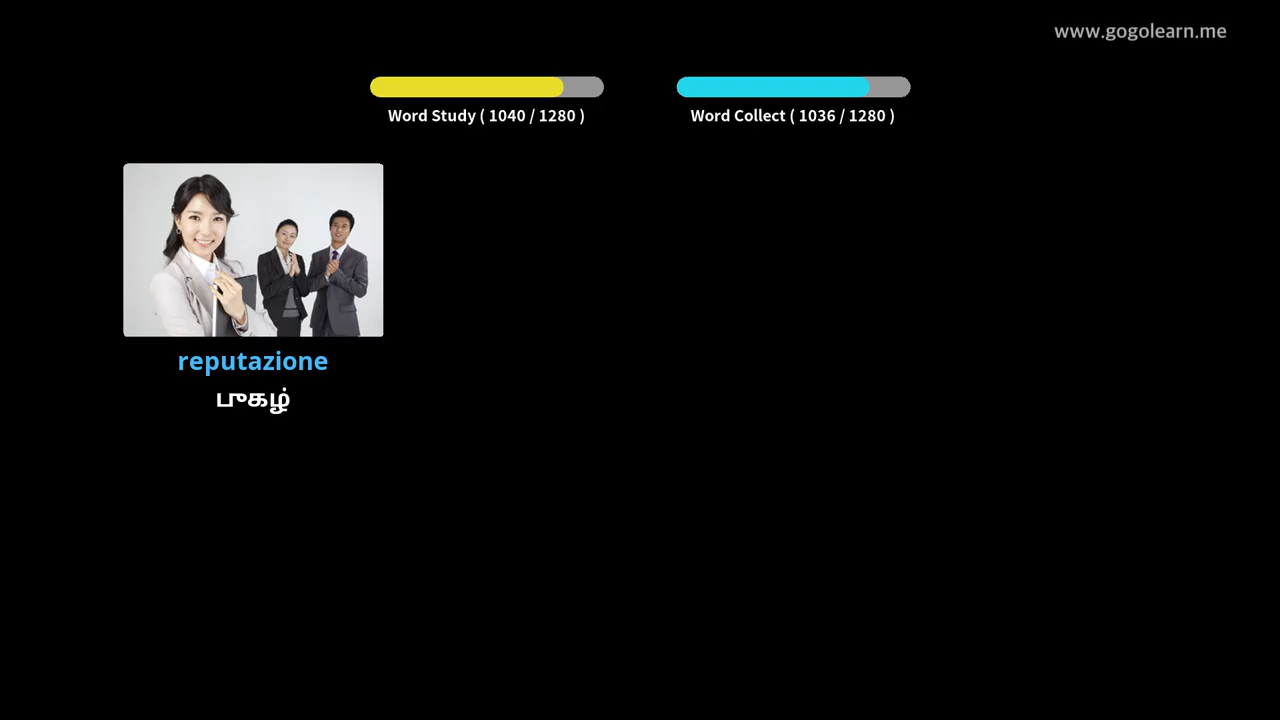 www.gogolearn.me
Word Study ( 1040 / 1280 )
Word Collect ( 1036 / 1280 )
reputazione
புகழ்